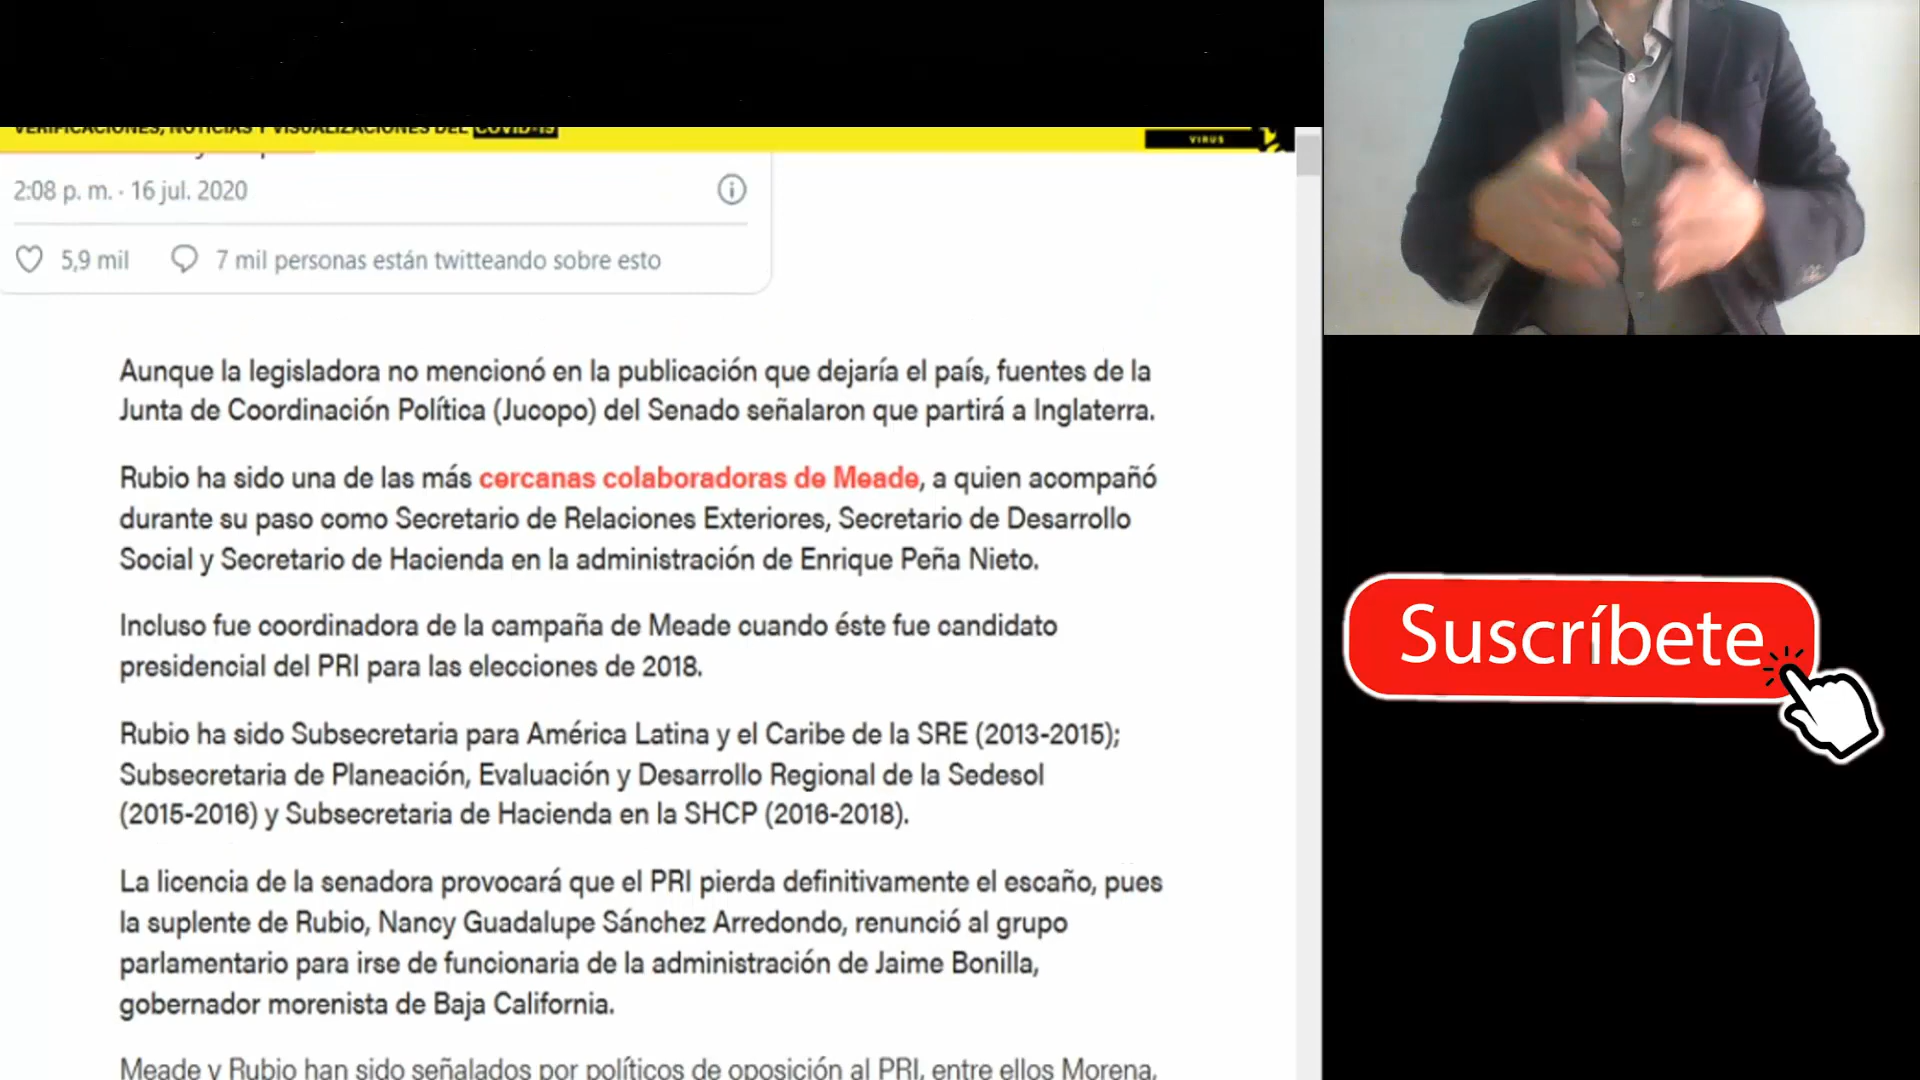 VERIFICACIONES, NOTICIAS Y VISUALIZACIONES DEL COVID-19
VIRUS
2:08 p. m. · 16 jul. 2020
5,9 mil
7 mil personas están twitteando sobre esto
Aunque la legisladora no mencionó en la publicación que dejaría el país, fuentes de la
Junta de Coordinación Política (Jucopo) del Senado señalaron que partirá a Inglaterra.
Rubio ha sido una de las más cercanas colaboradoras de Meade, a quien acompañó
durante su paso como Secretario de Relaciones Exteriores, Secretario de Desarrollo
Social y Secretario de Hacienda en la administración de Enrique Peña Nieto.
Incluso fue coordinadora de la campaña de Meade cuando éste fue candidato
presidencial del PRI para las elecciones de 2018.
Rubio ha sido Subsecretaria para América Latina y el Caribe de la SRE (2013-2015);
Subsecretaria de Planeación, Evaluación y Desarrollo Regional de la Sedesol
(2015-2016) y Subsecretaria de Hacienda en la SHCP (2016-2018).
La licencia de la senadora provocará que el PRI pierda definitivamente el escaño, pues
la suplente de Rubio, Nancy Guadalupe Sánchez Arredondo, renunció al grupo
parlamentario para irse de funcionaria de la administración de Jaime Bonilla,
gobernador morenista de Baja California.
Meade y Rubio han sido señalados por políticos de oposición al PRI, entre ellos Morena,
Suscríbete